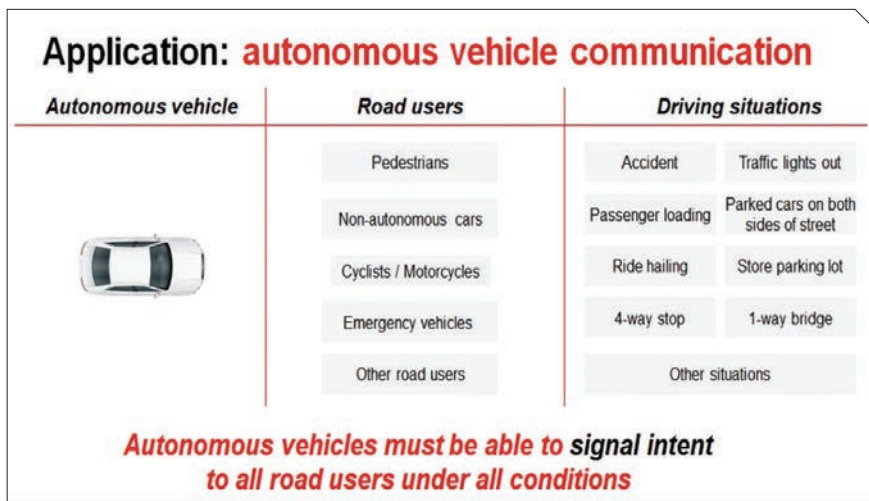 Application: autonomous vehicle communication
Autonomous vehicle
Road users
Driving situations
Pedestrians
Non-autonomous cars
Cyclists / Motorcycles
Emergency vehicles
Other road users
Accident
Traffic lights out
Passenger loading
Parked cars on both
sides of street
Ride hailing
Store parking lot
4-way stop
1-way bridge
Other situations
Autonomous vehicles must be able to signal intent
to all road users under all conditions